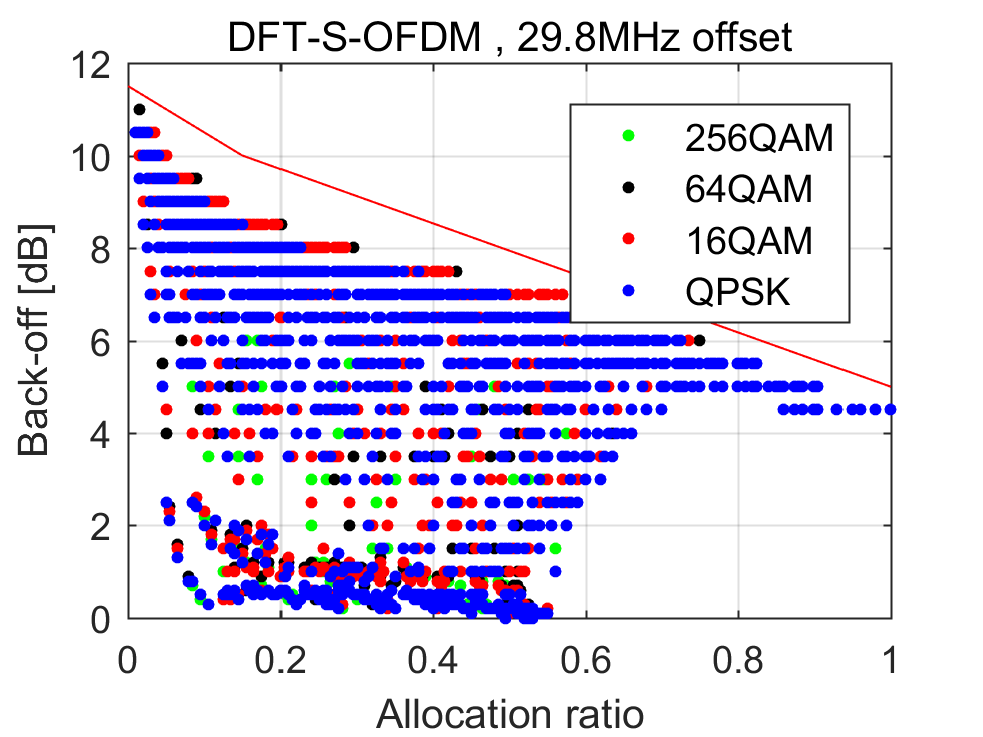 DFT-S-OFDM , 29.8MHz offset
12
10
8
6
4
2
0
Back-off [dB]
256QAM
64QAM
16QAM
QPSK
0 0.2 0.4 0.6 0.8 1
Allocation ratio